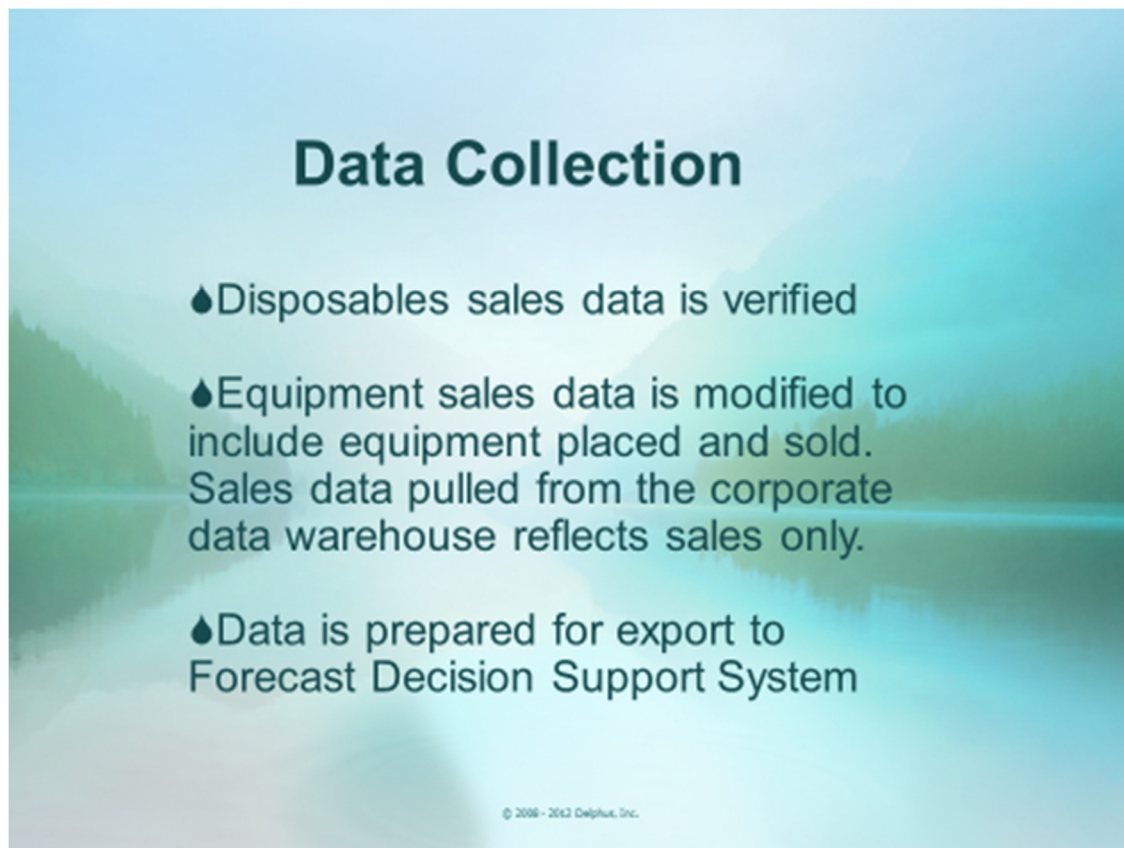 Data Collection
Disposables sales data is verified
Equipment sales data is modified to
include equipment placed and sold.
Sales data pulled from the corporate
data warehouse reflects sales only.
Data is prepared for export to
Forecast Decision Support System
© 2008 - 2012 Delphus, Inc.